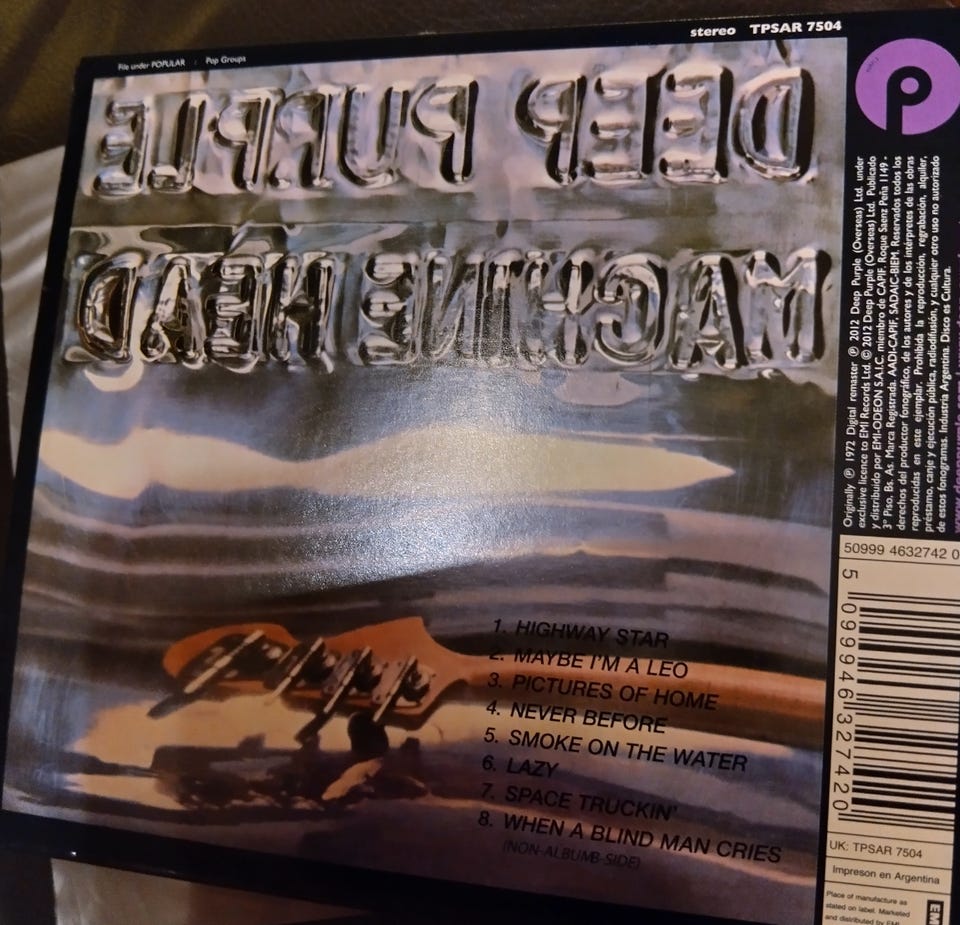 stereo TPSAR 7504
File under POPULAR : Pop Groups
DEEP PURPLE
MACHINE HEAD
1. HIGHWAY STAR
2. MAYBE I'M A LEO
3. PICTURES OF HOME
4. NEVER BEFORE
5. SMOKE ON THE WATER
6. LAZY
7. SPACE TRUCKIN'
8. WHEN A BLIND MAN CRIES
(NON-ALBUMB-SIDE)
P
Originally ℗ 1972 Digital remaster ℗ 2012 Deep Purple (Overseas) Ltd. under
exclusive licence to EMI Records Ltd. © 2012 Deep Purple (Overseas) Ltd. Publicado
y distribuido por EMI-ODEON S.A.I.C. miembro de CAPIF. Roque Saenz Peña 1149 -
3° Piso. Bs. As. Marca Registrada. AADI-CAPIF, SADAIC-BIEM. Reservados todos los
derechos del productor fonográfico, de los autores y de los intérpretes de las obras
reproducidas en este ejemplar. Prohibida la reproducción, regrabación, alquiler,
préstamo, canje y ejecución pública, radiodifusión, y cualquier otro uso no autorizado
de estos fonogramas. Industria Argentina. Disco es Cultura.
50999 4632742 0
5 099994 632742 0
UK: TPSAR 7504
Impreson en Argentina
Place of manufacture as
stated on label. Marketed
and distributed by EMI.
EM